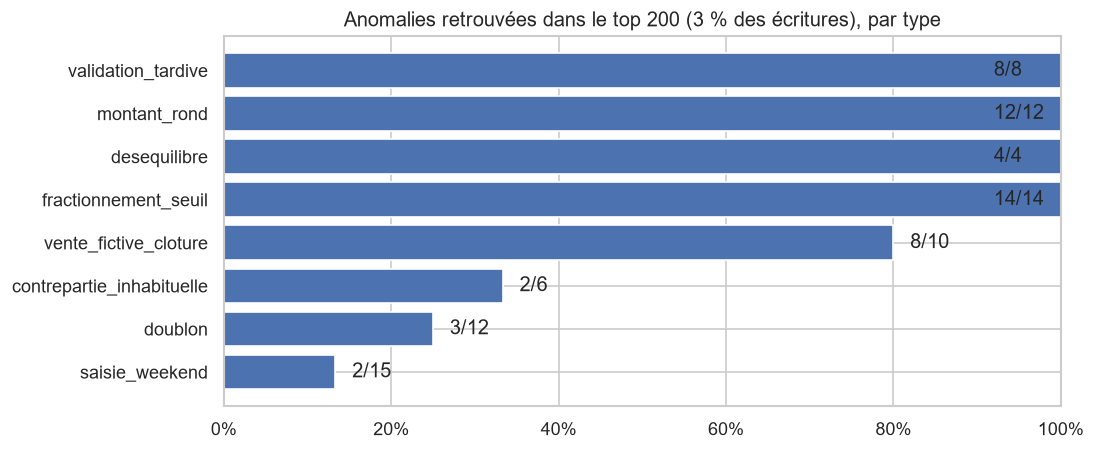 Anomalies retrouvées dans le top 200 (3 % des écritures), par type
validation_tardive 8/8
montant_rond 12/12
desequilibre 4/4
fractionnement_seuil 14/14
vente_fictive_cloture 8/10
contrepartie_inhabituelle 2/6
doublon 3/12
saisie_weekend 2/15
0% 20% 40% 60% 80% 100%